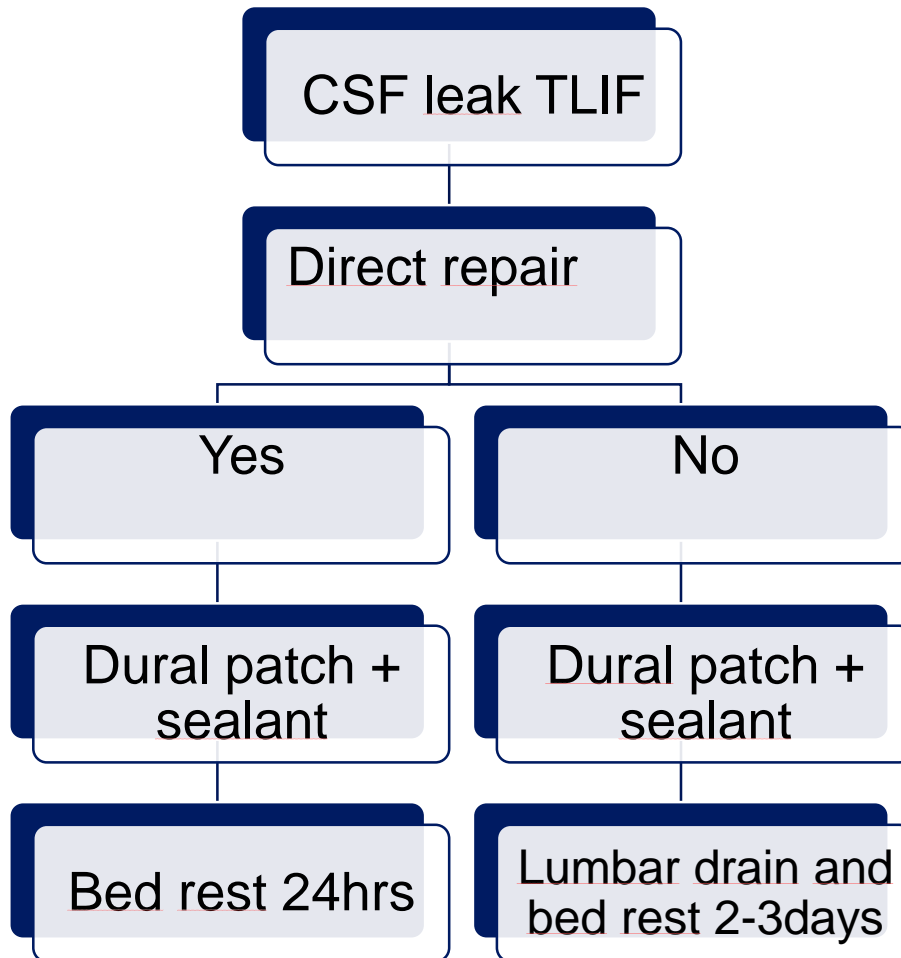 CSF leak TLIF
Direct repair
Yes
No
Dural patch +
sealant
Dural patch +
sealant
Bed rest 24hrs
Lumbar drain and
bed rest 2-3days